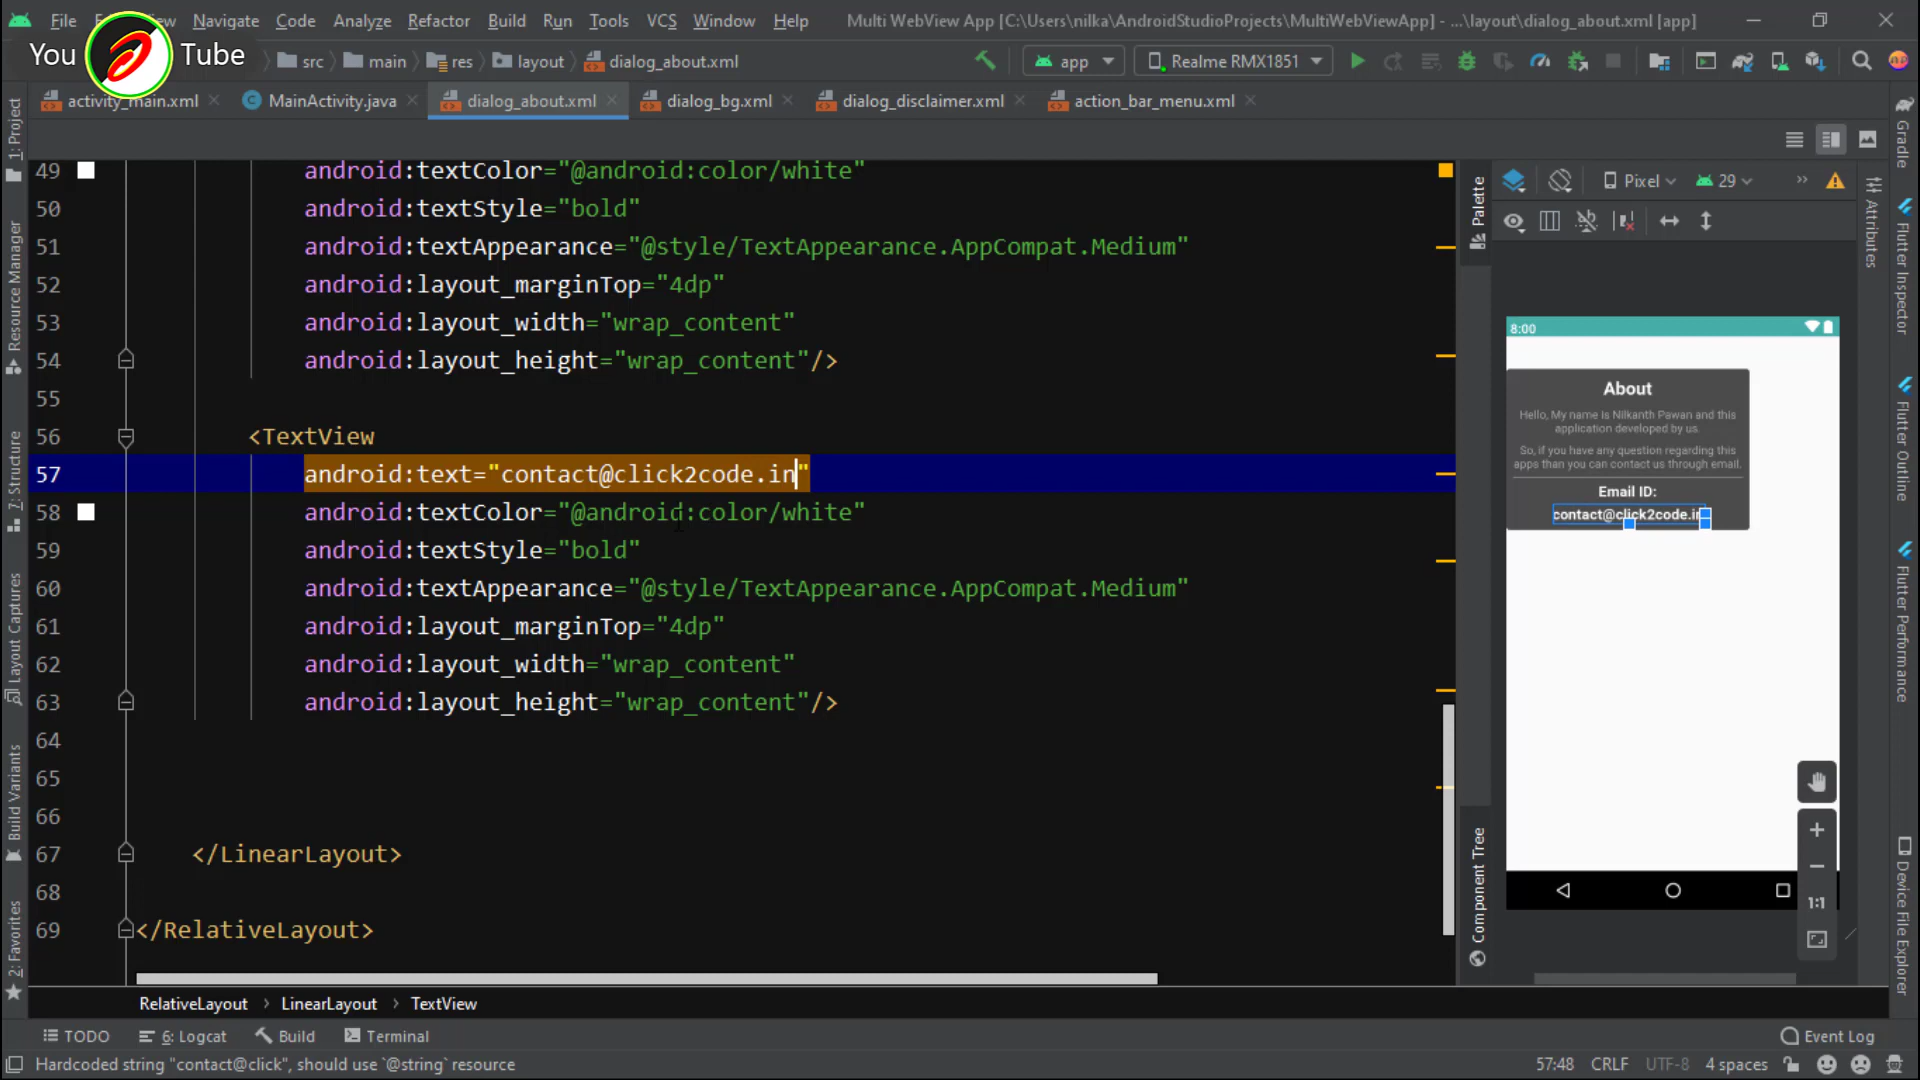 File Edit View Navigate Code Analyze Refactor Build Run Tools VCS Window Help Multi WebView App [C:\Users\nilka\AndroidStudioProjects\MultiWebViewApp] - ...\layout\dialog_about.xml [app]
You Tube
src main res layout dialog_about.xml app Realme RMX1851
activity_main.xml MainActivity.java dialog_about.xml dialog_bg.xml dialog_disclaimer.xml action_bar_menu.xml
49 android:textColor="@android:color/white"
50 android:textStyle="bold"
51 android:textAppearance="@style/TextAppearance.AppCompat.Medium"
52 android:layout_marginTop="4dp"
53 android:layout_width="wrap_content"
54 android:layout_height="wrap_content"/>
55
56 <TextView
57 android:text="contact@click2code.in"
58 android:textColor="@android:color/white"
59 android:textStyle="bold"
60 android:textAppearance="@style/TextAppearance.AppCompat.Medium"
61 android:layout_marginTop="4dp"
62 android:layout_width="wrap_content"
63 android:layout_height="wrap_content"/>
64
65
66
67 </LinearLayout>
68
69 </RelativeLayout>
RelativeLayout › LinearLayout › TextView
1: Project
Resource Manager
7: Structure
Layout Captures
Build Variants
2: Favorites
Palette
Component Tree
Pixel 29 »
8:00
About
Hello, My name is Nilkanth Pawan and this
application developed by us.
So, if you have any question regarding this
apps than you can contact us through email.
Email ID:
contact@click2code.in
1:1
Attributes
Gradle
Flutter Inspector
Flutter Outline
Flutter Performance
Device File Explorer
TODO 6: Logcat Build Terminal Event Log
Hardcoded string "contact@click", should use `@string` resource 57:48 CRLF UTF-8 4 spaces